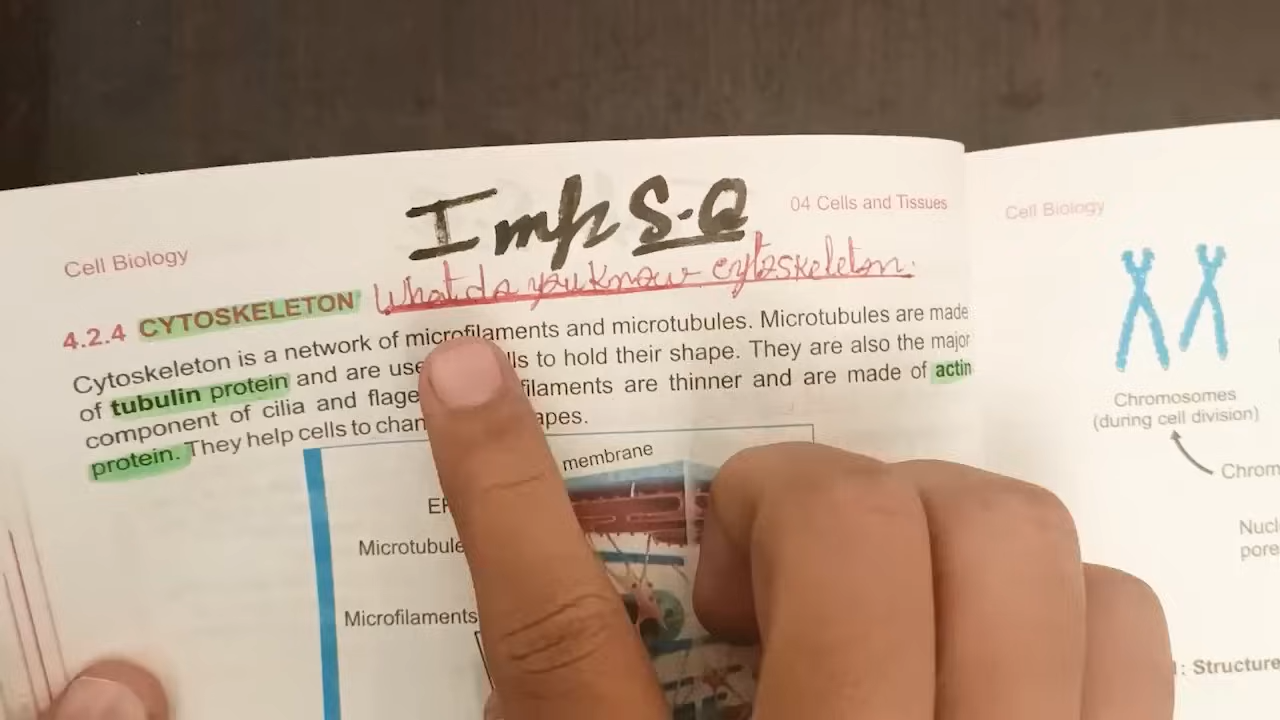 Imp S.Q
04 Cells and Tissues
Cell Biology
What do you know cytoskeleton.
4.2.4 CYTOSKELETON
Cytoskeleton is a network of microfilaments and microtubules. Microtubules are made
of tubulin protein and are use lls to hold their shape. They are also the major
component of cilia and flage filaments are thinner and are made of actin
protein. They help cells to chan apes.
membrane
ER
Microtubule
Microfilaments
Cell Biology
Chromosomes
(during cell division)
Chrom
Nucl
pore
: Structure